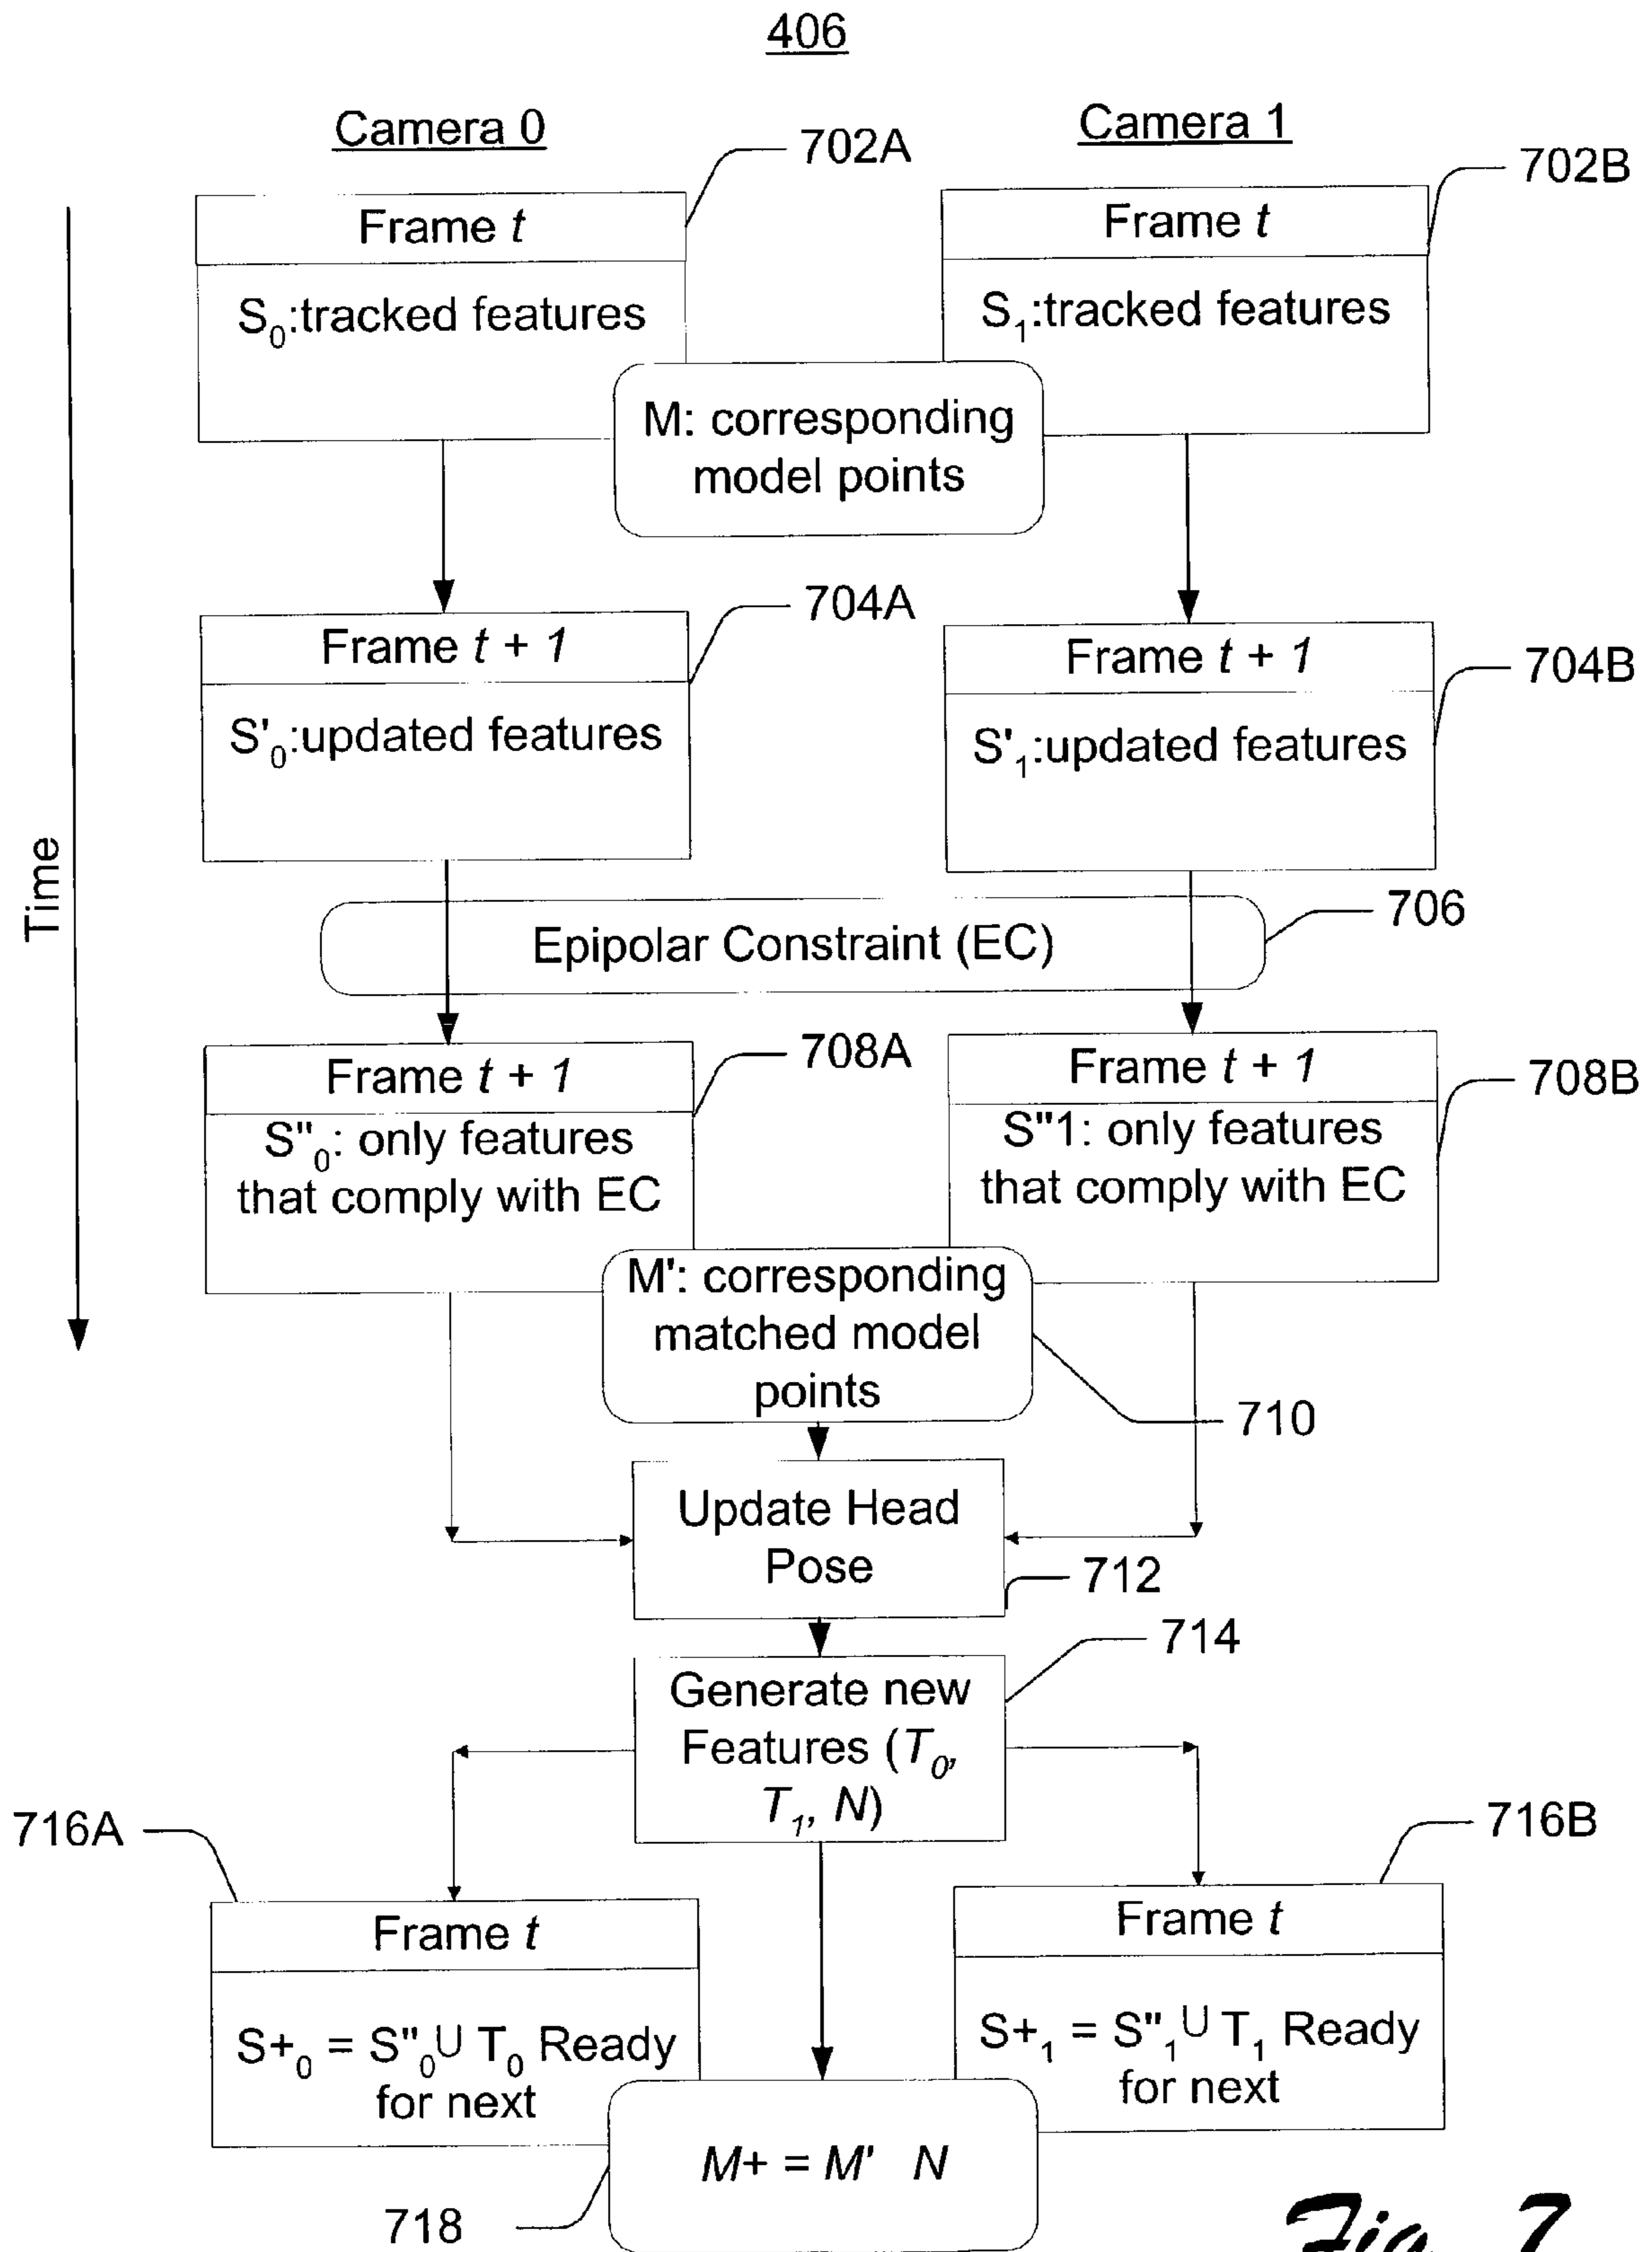 406
Camera 0
Camera 1
702A
702B
Frame t
Frame t
S₀:tracked features
S₁:tracked features
M: corresponding
model points
Time
704A
704B
Frame t + 1
Frame t + 1
S'₀:updated features
S'₁:updated features
706
Epipolar Constraint (EC)
708A
708B
Frame t + 1
Frame t + 1
S"₀: only features
that comply with EC
S"1: only features
that comply with EC
M': corresponding
matched model
points
710
Update Head
Pose
712
714
Generate new
Features (T₀,
T₁, N)
716A
716B
Frame t
Frame t
S+₀ = S"₀∪ T₀ Ready
for next
S+₁ = S"₁∪ T₁ Ready
for next
M+ = M' N
718
Fig. 7